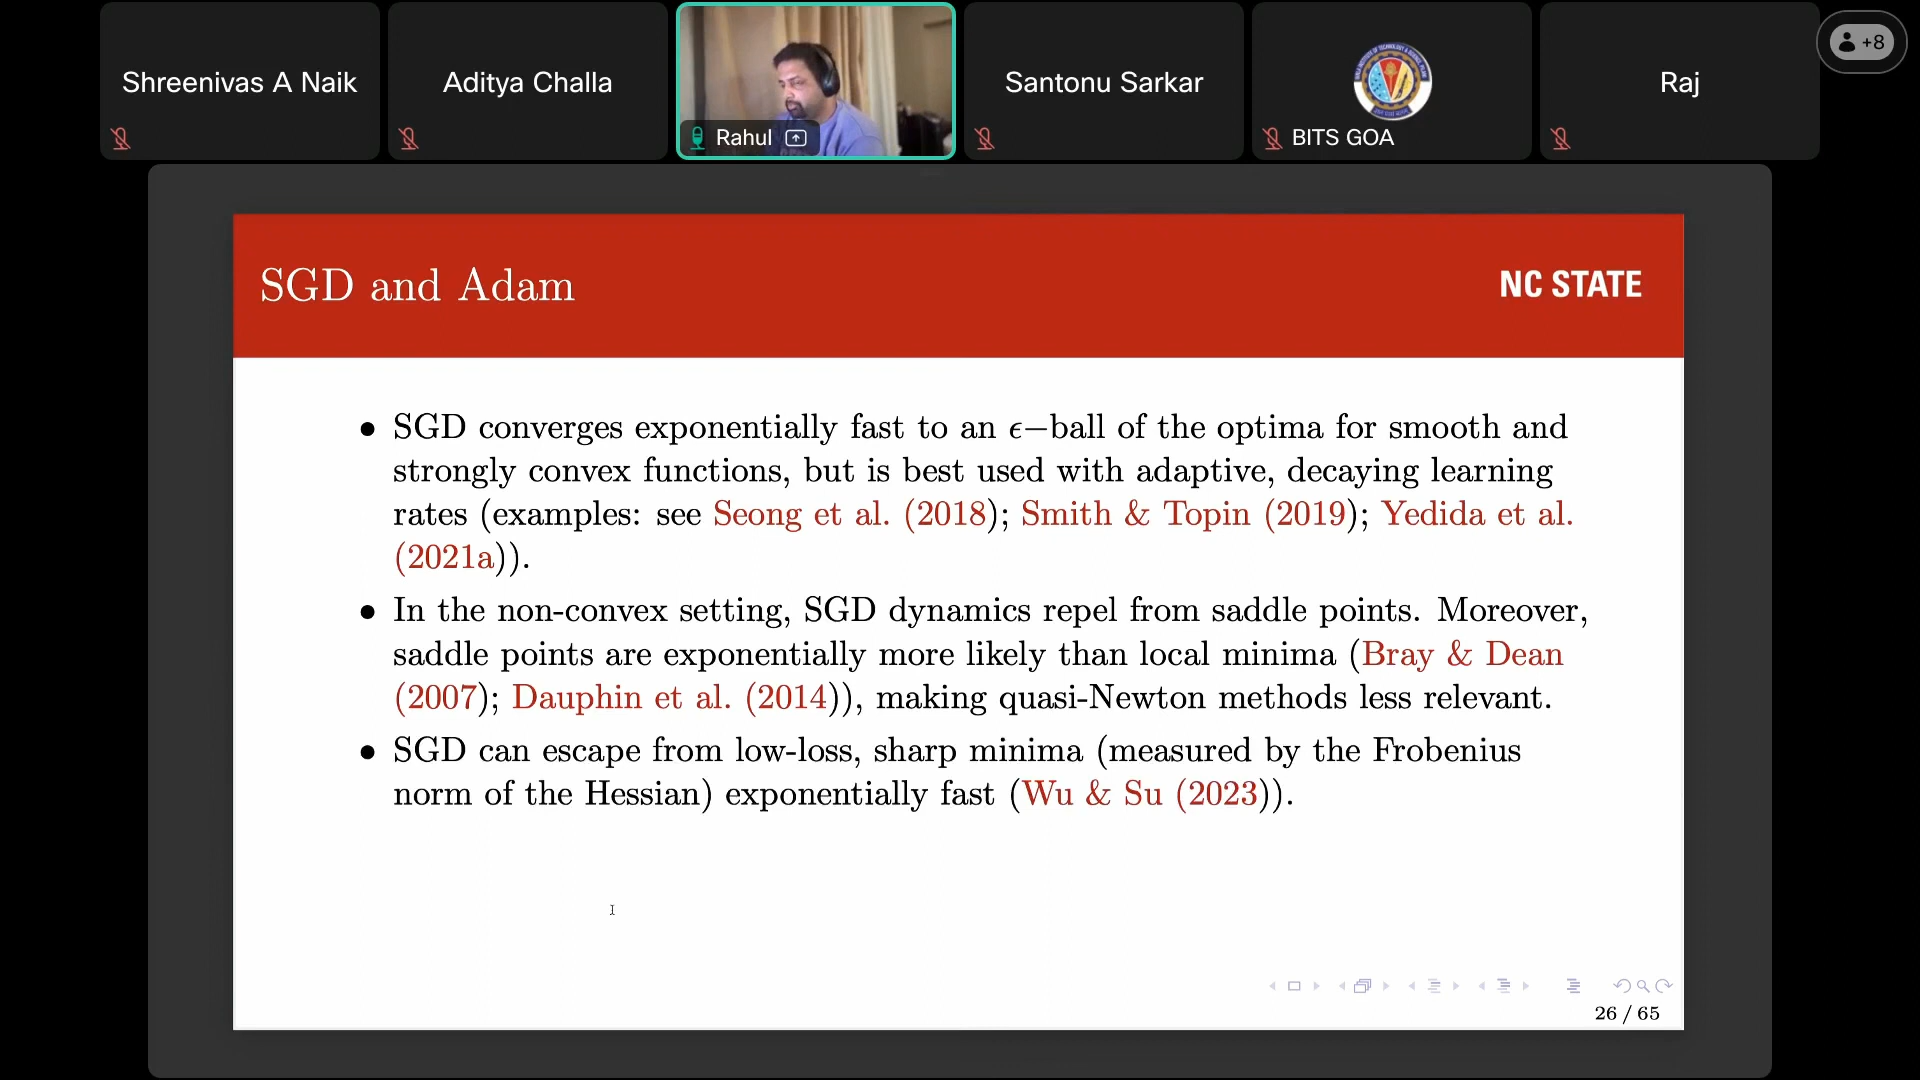 Shreenivas A Naik
Aditya Challa
Rahul
Santonu Sarkar
BITS GOA
Raj
+8
SGD and Adam
NC STATE
• SGD converges exponentially fast to an ϵ−ball of the optima for smooth and
strongly convex functions, but is best used with adaptive, decaying learning
rates (examples: see Seong et al. (2018); Smith & Topin (2019); Yedida et al.
(2021a)).
• In the non-convex setting, SGD dynamics repel from saddle points. Moreover,
saddle points are exponentially more likely than local minima (Bray & Dean
(2007); Dauphin et al. (2014)), making quasi-Newton methods less relevant.
• SGD can escape from low-loss, sharp minima (measured by the Frobenius
norm of the Hessian) exponentially fast (Wu & Su (2023)).
26 / 65